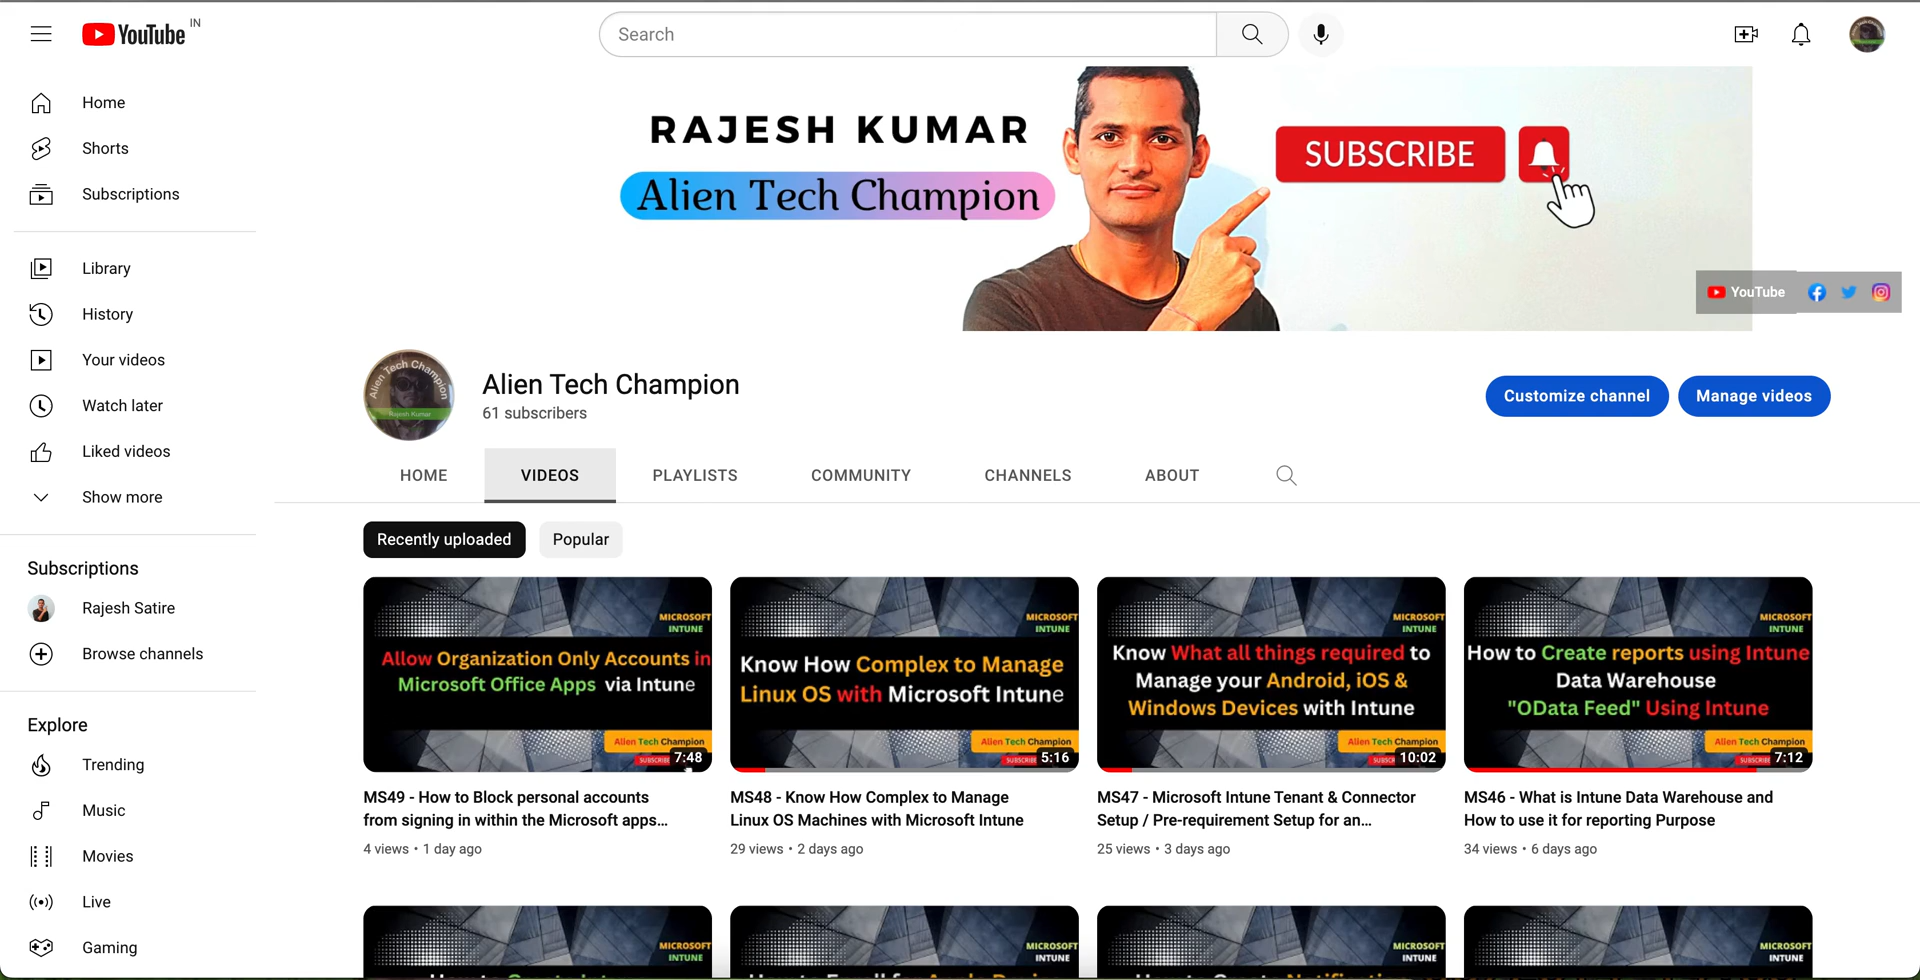 YouTube IN
Search
Home
Shorts
Subscriptions
Library
History
Your videos
Watch later
Liked videos
Show more
Subscriptions
Rajesh Satire
Browse channels
Explore
Trending
Music
Movies
Live
Gaming
RAJESH KUMAR
Alien Tech Champion
SUBSCRIBE
YouTube
Alien Tech Champion
Rajesh Kumar
Alien Tech Champion
61 subscribers
Customize channel
Manage videos
HOME VIDEOS PLAYLISTS COMMUNITY CHANNELS ABOUT
Recently uploaded Popular
MICROSOFT
INTUNE
Allow Organization Only Accounts in
Microsoft Office Apps via Intune
Alien Tech Champion
SUBSCRIBE
7:48
MS49 - How to Block personal accounts
from signing in within the Microsoft apps...
4 views • 1 day ago
MICROSOFT
INTUNE
Know How Complex to Manage
Linux OS with Microsoft Intune
Alien Tech Champion
SUBSCRIBE
5:16
MS48 - Know How Complex to Manage
Linux OS Machines with Microsoft Intune
29 views • 2 days ago
MICROSOFT
INTUNE
Know What all things required to
Manage your Android, iOS &
Windows Devices with Intune
Alien Tech Champion
10:02
MS47 - Microsoft Intune Tenant & Connector
Setup / Pre-requirement Setup for an...
25 views • 3 days ago
MICROSOFT
INTUNE
How to Create reports using Intune
Data Warehouse
"OData Feed" Using Intune
Alien Tech Champion
SUBSCRIBE
7:12
MS46 - What is Intune Data Warehouse and
How to use it for reporting Purpose
34 views • 6 days ago
MICROSOFT
INTUNE
MICROSOFT
INTUNE
MICROSOFT
INTUNE
MICROSOFT
INTUNE